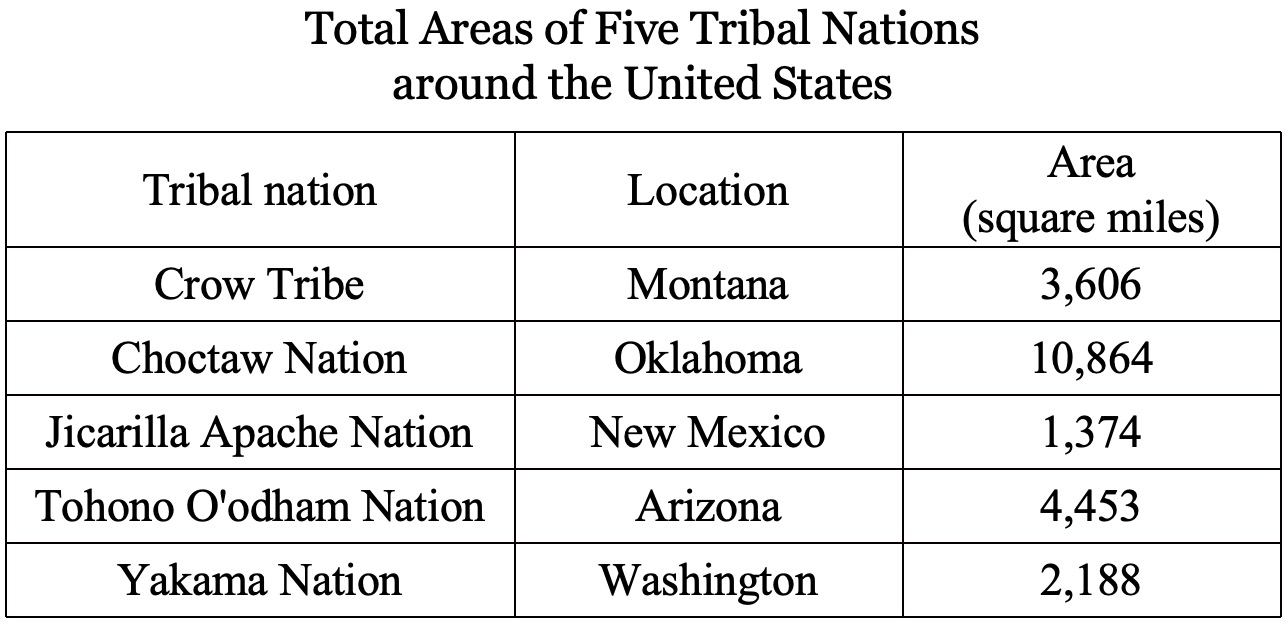 Total Areas of Five Tribal Nations
around the United States
Tribal nation Location Area
(square miles)
Crow Tribe Montana 3,606
Choctaw Nation Oklahoma 10,864
Jicarilla Apache Nation New Mexico 1,374
Tohono O'odham Nation Arizona 4,453
Yakama Nation Washington 2,188